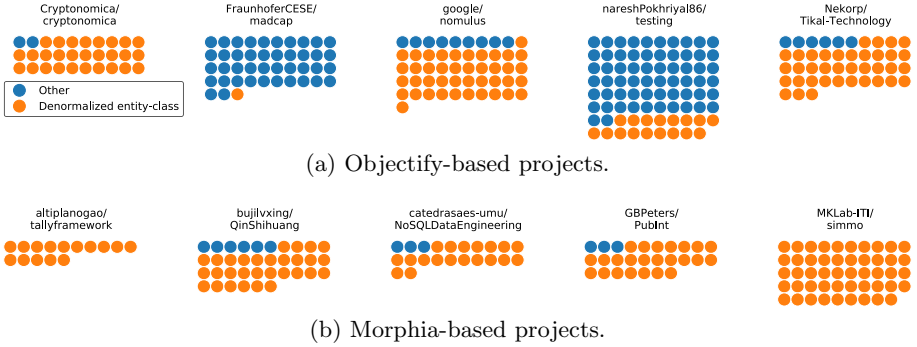 Cryptonomica/
cryptonomica
FraunhoferCESE/
madcap
google/
nomulus
nareshPokhriyal86/
testing
Nekorp/
Tikal-Technology
Other
Denormalized entity-class
(a) Objectify-based projects.
altiplanogao/
tallyframework
bujilvxing/
QinShihuang
catedrasaes-umu/
NoSQLDataEngineering
GBPeters/
PubInt
MKLab-ITI/
simmo
(b) Morphia-based projects.